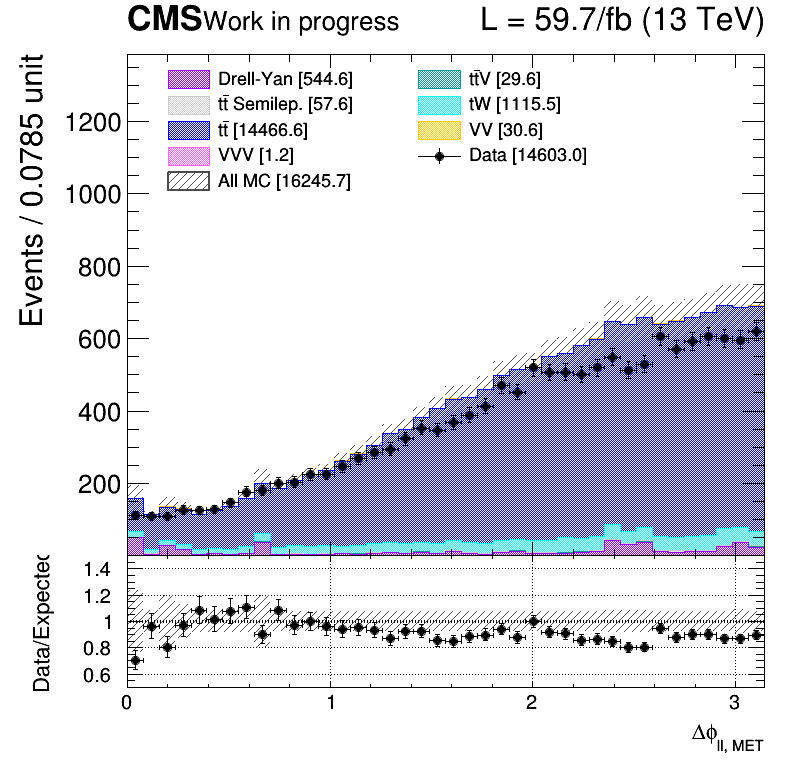 CMS Work in progress L = 59.7/fb (13 TeV)
Events / 0.0785 unit
Drell-Yan [544.6]
tt̄ Semilep. [57.6]
tt̄ [14466.6]
VVV [1.2]
All MC [16245.7]
tt̄V [29.6]
tW [1115.5]
VV [30.6]
Data [14603.0]
1200
1000
800
600
400
200
Data/Expected
1.4
1.2
1
0.8
0.6
0 1 2 3
Δϕll, MET